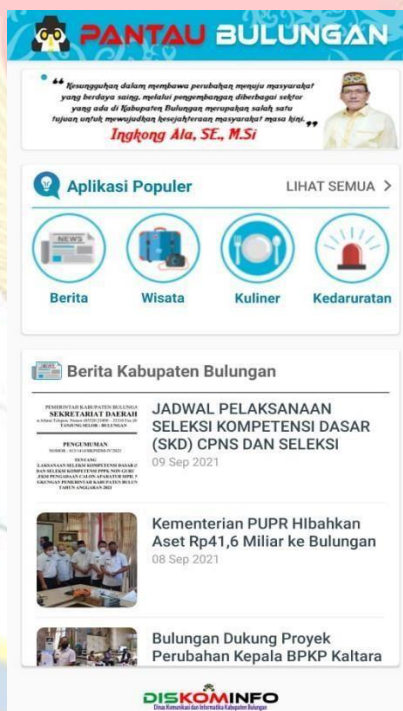 PANTAU BULUNGAN
❝ Kesungguhan dalam membawa perubahan menuju masyarakat
yang berdaya saing, melalui pengembangan diberbagai sektor
yang ada di Kabupaten Bulungan merupakan salah satu
tujuan untuk mewujudkan kesejahteraan masyarakat masa kini. ❞
Ingkong Ala, SE., M.Si
Aplikasi Populer
LIHAT SEMUA >
NEWS
Berita
Wisata
Kuliner
Kedaruratan
Berita Kabupaten Bulungan
PEMERINTAH KABUPATEN BULUNGA
SEKRETARIAT DAERAH
TANJUNG SELOR - BULUNGAN
PENGUMUMAN
TENTANG
TAHUN ANGGARAN 2021
JADWAL PELAKSANAAN
SELEKSI KOMPETENSI DASAR
(SKD) CPNS DAN SELEKSI
09 Sep 2021
Kementerian PUPR HIbahkan
Aset Rp41,6 Miliar ke Bulungan
08 Sep 2021
Bulungan Dukung Proyek
Perubahan Kepala BPKP Kaltara
DISKOMINFO
Dinas Komunikasi dan Informatika Kabupaten Bulungan